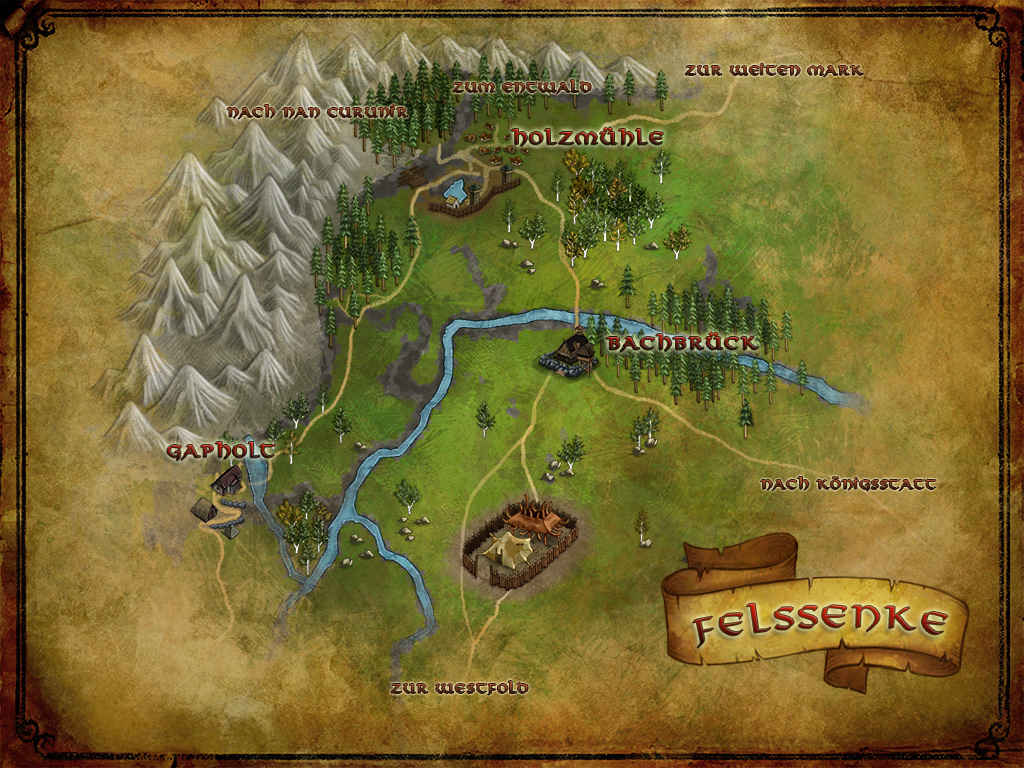 ZUR WEITEN MARK
ZUM ENTWALD
NACH NAN CURUNÍR
HOLZMÜHLE
BACHBRÜCK
GAPHOLT
NACH KÖNIGSSTATT
FELSSENKE
ZUR WESTFOLD